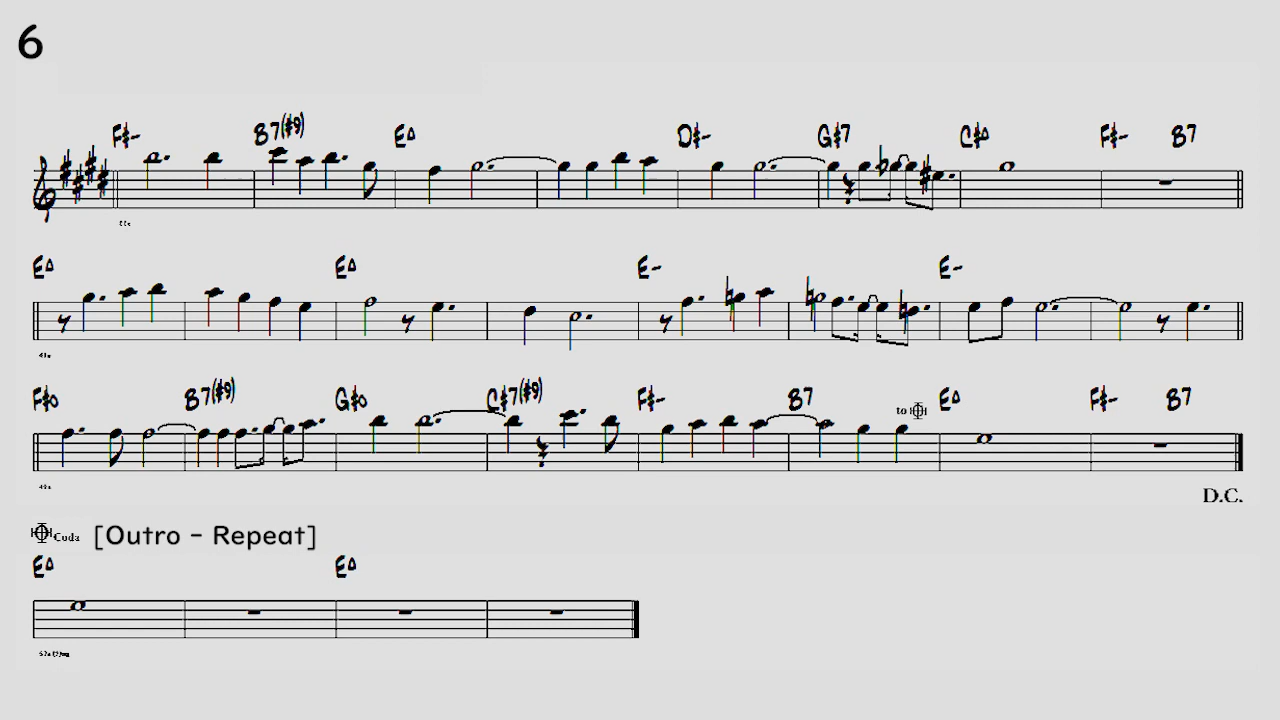 6
F#- B7(#9) EΔ D#- G#7 C#Δ F#- B7
EΔ EΔ E- E-
F#o B7(#9) G#o C#7(#9) F#- B7 to EΔ F#- B7
D.C.
Coda [Outro - Repeat]
EΔ EΔ